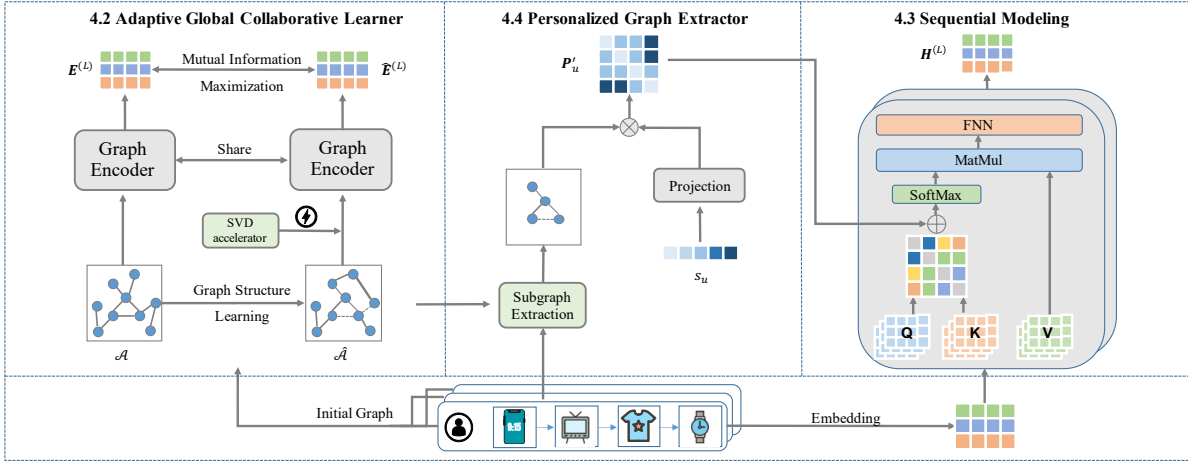 4.2 Adaptive Global Collaborative Learner
4.4 Personalized Graph Extractor
4.3 Sequential Modeling
E^(L)
Mutual Information
Maximization
Ê^(L)
Graph
Encoder
Share
Graph
Encoder
SVD
accelerator
Graph Structure
Learning
𝒜
𝒜̂
P′_u
Projection
s_u
Subgraph
Extraction
H^(L)
FNN
MatMul
SoftMax
Q
K
V
Initial Graph
9:15
Embedding